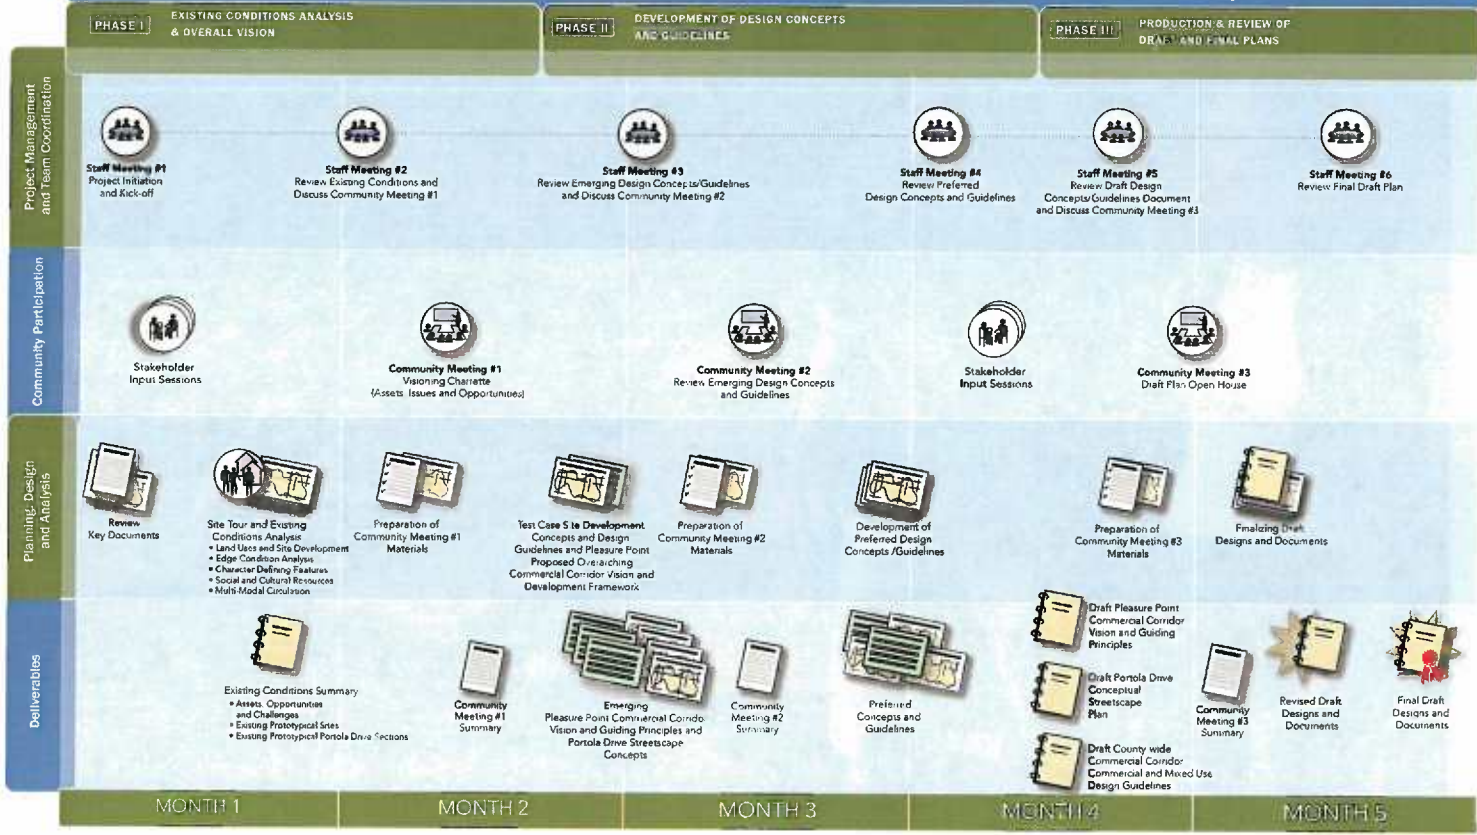 PHASE I
EXISTING CONDITIONS ANALYSIS
& OVERALL VISION
PHASE II
DEVELOPMENT OF DESIGN CONCEPTS
AND GUIDELINES
PHASE III
PRODUCTION & REVIEW OF
DRAFT AND FINAL PLANS
Project Management
and Team Coordination
Staff Meeting #1
Project Initiation
and Kick-off
Staff Meeting #2
Review Existing Conditions and
Discuss Community Meeting #1
Staff Meeting #3
Review Emerging Design Concepts/Guidelines
and Discuss Community Meeting #2
Staff Meeting #4
Review Preferred
Design Concepts and Guidelines
Staff Meeting #5
Review Draft Design
Concepts/Guidelines Document
and Discuss Community Meeting #3
Staff Meeting #6
Review Final Draft Plan
Community Participation
Stakeholder
Input Sessions
Community Meeting #1
Visioning Charrette
(Assets, Issues and Opportunities)
Community Meeting #2
Review Emerging Design Concepts
and Guidelines
Stakeholder
Input Sessions
Community Meeting #3
Draft Plan Open House
Planning, Design
and Analysis
Review
Key Documents
Site Tour and Existing
Conditions Analysis
• Land Uses and Site Development
• Edge Condition Analysis
• Character Defining Features
• Social and Cultural Resources
• Multi-Modal Circulation
Preparation of
Community Meeting #1
Materials
Test Case Site Development
Concepts and Design
Guidelines and Pleasure Point
Proposed Overarching
Commercial Corridor Vision and
Development Framework
Preparation of
Community Meeting #2
Materials
Development of
Preferred Design
Concepts /Guidelines
Preparation of
Community Meeting #3
Materials
Finalizing Draft
Designs and Documents
Deliverables
Existing Conditions Summary
• Assets, Opportunities
and Challenges
• Existing Prototypical Sites
• Existing Prototypical Portola Drive Sections
Community
Meeting #1
Summary
Emerging
Pleasure Point Commercial Corrido
Vision and Guiding Principles and
Portola Drive Streetscape
Concepts
Community
Meeting #2
Summary
Preferred
Concepts and
Guidelines
Draft Pleasure Point
Commercial Corridor
Vision and Guiding
Principles
Draft Portola Drive
Conceptual
Streetscape
Plan
Draft County wide
Commercial Corridor
Commercial and Mixed Use
Design Guidelines
Community
Meeting #3
Summary
Revised Draft
Designs and
Documents
Final Draft
Designs and
Documents
MONTH 1
MONTH 2
MONTH 3
MONTH 4
MONTH 5